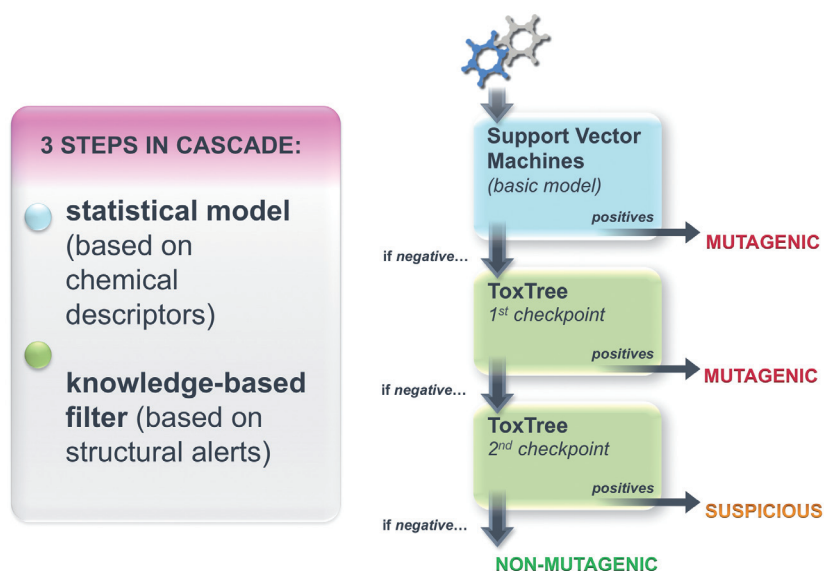 3 STEPS IN CASCADE:
statistical model
(based on
chemical
descriptors)
knowledge-based
filter (based on
structural alerts)
Support Vector
Machines
(basic model)
positives
MUTAGENIC
if negative...
ToxTree
1st checkpoint
positives
MUTAGENIC
if negative...
ToxTree
2nd checkpoint
positives
SUSPICIOUS
if negative...
NON-MUTAGENIC